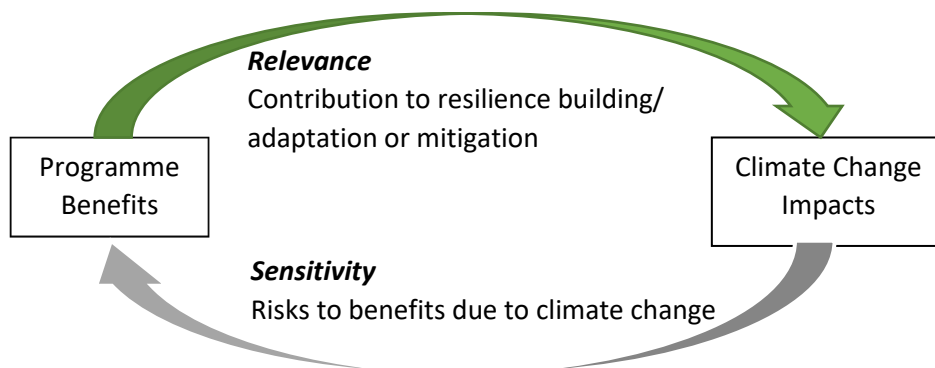 Relevance
Contribution to resilience building/
adaptation or mitigation
Programme
Benefits
Climate Change
Impacts
Sensitivity
Risks to benefits due to climate change